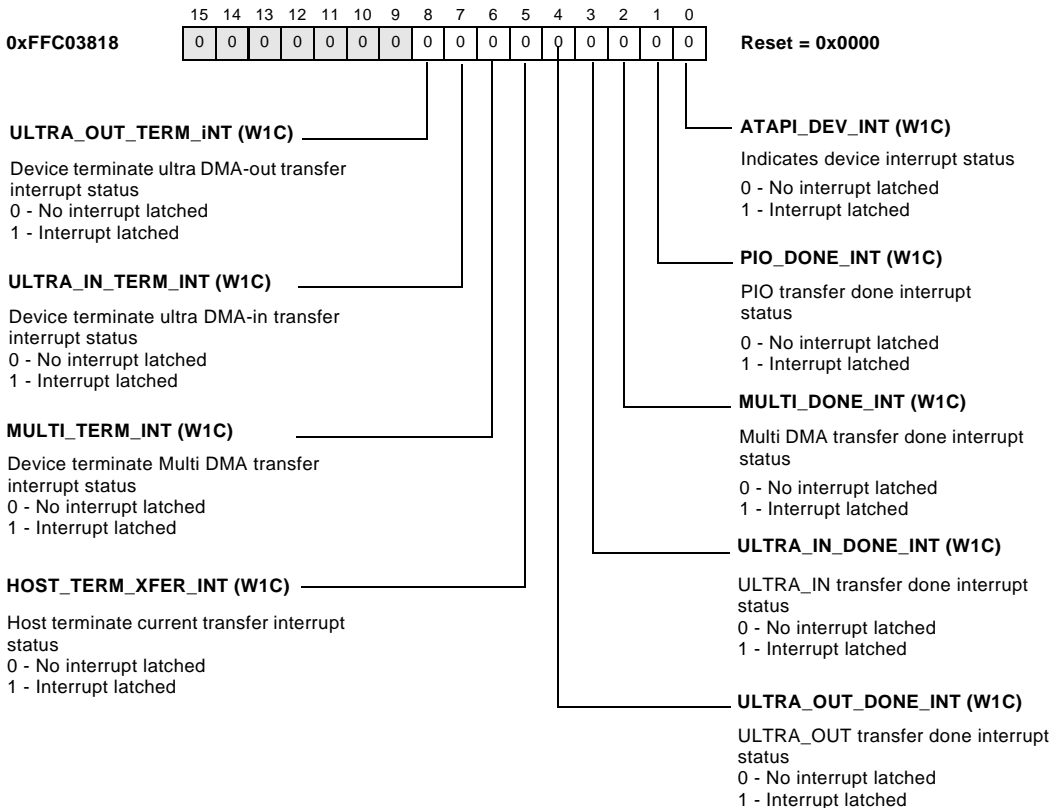 15 14 13 12 11 10 9 8 7 6 5 4 3 2 1 0
0xFFC03818
0 0 0 0 0 0 0 0 0 0 0 0 0 0 0 0
Reset = 0x0000
ULTRA_OUT_TERM_iNT (W1C)
Device terminate ultra DMA-out transfer
interrupt status
0 - No interrupt latched
1 - Interrupt latched
ULTRA_IN_TERM_INT (W1C)
Device terminate ultra DMA-in transfer
interrupt status
0 - No interrupt latched
1 - Interrupt latched
MULTI_TERM_INT (W1C)
Device terminate Multi DMA transfer
interrupt status
0 - No interrupt latched
1 - Interrupt latched
HOST_TERM_XFER_INT (W1C)
Host terminate current transfer interrupt
status
0 - No interrupt latched
1 - Interrupt latched
ATAPI_DEV_INT (W1C)
Indicates device interrupt status
0 - No interrupt latched
1 - Interrupt latched
PIO_DONE_INT (W1C)
PIO transfer done interrupt
status
0 - No interrupt latched
1 - Interrupt latched
MULTI_DONE_INT (W1C)
Multi DMA transfer done interrupt
status
0 - No interrupt latched
1 - Interrupt latched
ULTRA_IN_DONE_INT (W1C)
ULTRA_IN transfer done interrupt
status
0 - No interrupt latched
1 - Interrupt latched
ULTRA_OUT_DONE_INT (W1C)
ULTRA_OUT transfer done interrupt
status
0 - No interrupt latched
1 - Interrupt latched